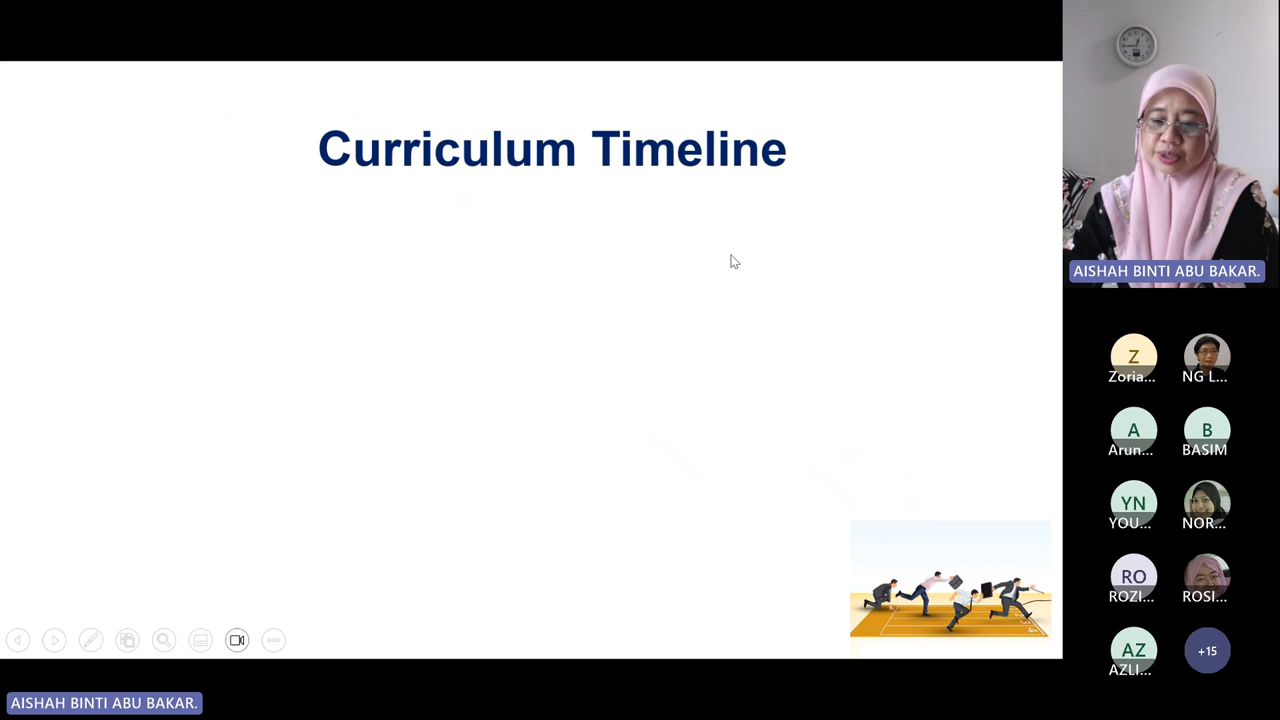 Curriculum Timeline
AISHAH BINTI ABU BAKAR.
Z
Zoria...
NG L...
A
Arun...
B
BASIM
YN
YOU...
NOR...
RO
ROZI...
ROSI...
AZ
AZLI...
+15
AISHAH BINTI ABU BAKAR.